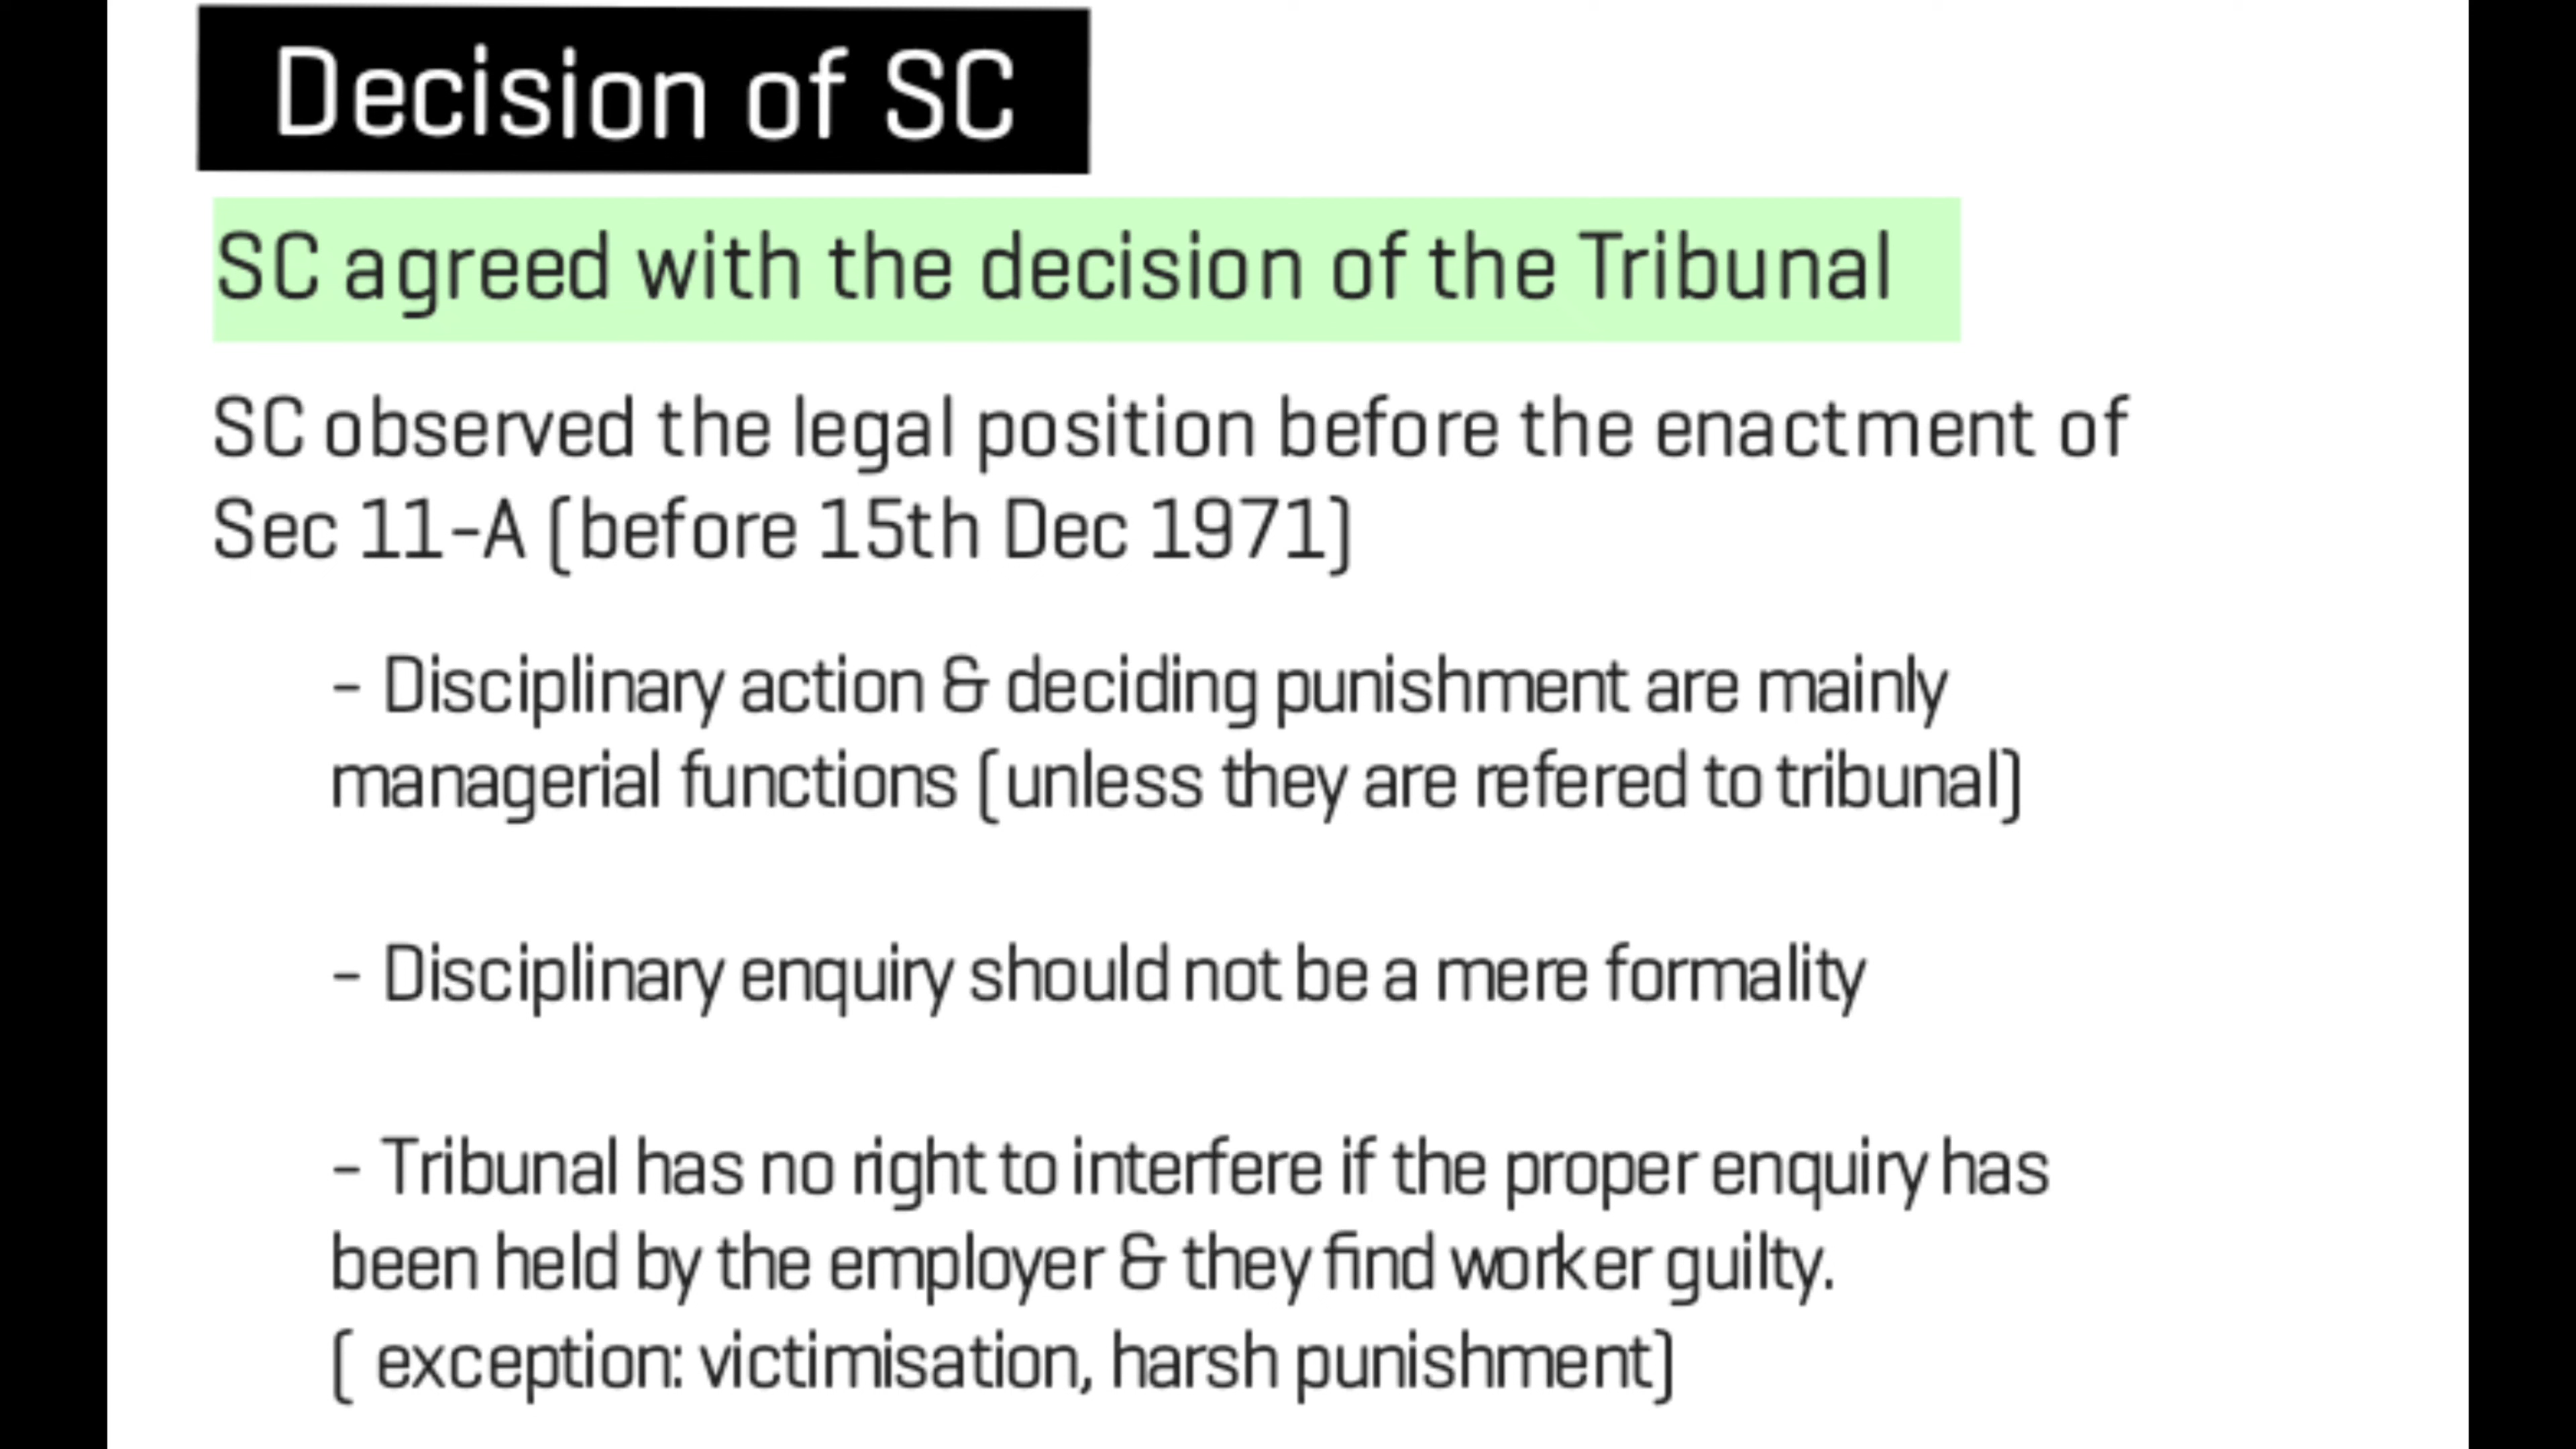 Decision of SC
SC agreed with the decision of the Tribunal
SC observed the legal position before the enactment of
Sec 11-A (before 15th Dec 1971)
- Disciplinary action & deciding punishment are mainly
managerial functions (unless they are refered to tribunal)
- Disciplinary enquiry should not be a mere formality
- Tribunal has no right to interfere if the proper enquiry has
been held by the employer & they find worker guilty.
( exception: victimisation, harsh punishment)